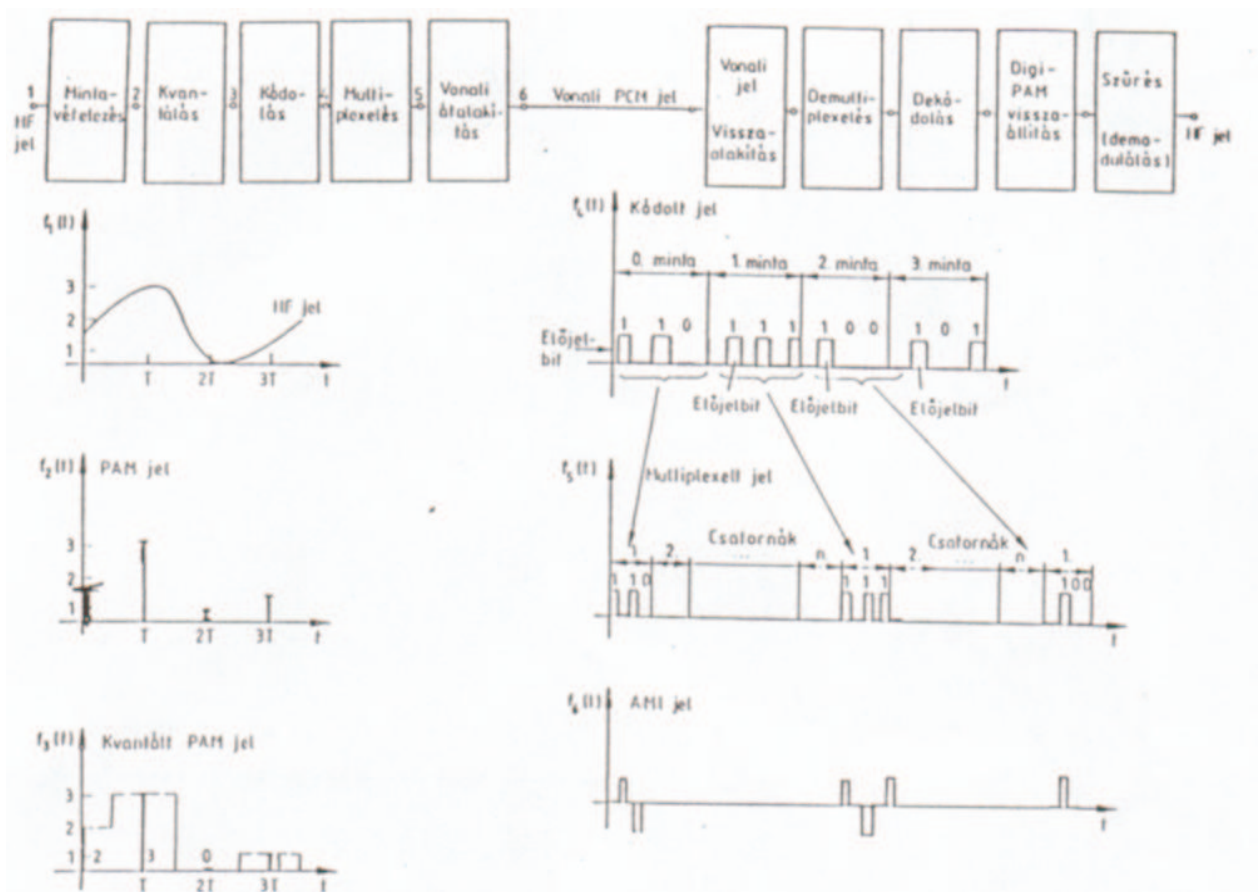 1
HF
jel
Minta-
vételezés
2
Kvan-
tálás
3
Kódo-
lás
4
Multi-
plexelés
5
Vonali
átalakí-
tás
6
Vonali PCM jel
Vonali
jel
Vissza-
alakítás
Demulti-
plexelés
Dekó-
dolás
Digi-
PAM
vissza-
állítás
Szűrés
(demo-
dulálás)
HF jel
f₁(t)
3
2
1
HF jel
T 2T 3T t
f₄(t) Kódolt jel
0. minta 1. minta 2. minta 3. minta
1 1 0 1 1 1 1 0 0 1 0 1
Előjel-
bit
t
Előjelbit Előjelbit Előjelbit
f₂(t) PAM jel
3
2
1
T 2T 3T t
f₅(t)
Multiplexelt jel
1. 2. Csatornák ... n. 1. 2. Csatornák ... n. 1.
1 1 0 1 1 1 1 0 0
t
f₃(t) Kvantált PAM jel
3
2
1 2 3 0
T 2T 3T t
f₆(t) AMI jel
t